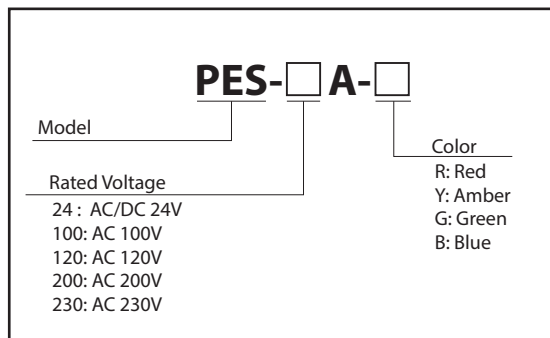 PES-□A-□
Model
Rated Voltage
24 : AC/DC 24V
100: AC 100V
120: AC 120V
200: AC 200V
230: AC 230V
Color
R: Red
Y: Amber
G: Green
B: Blue